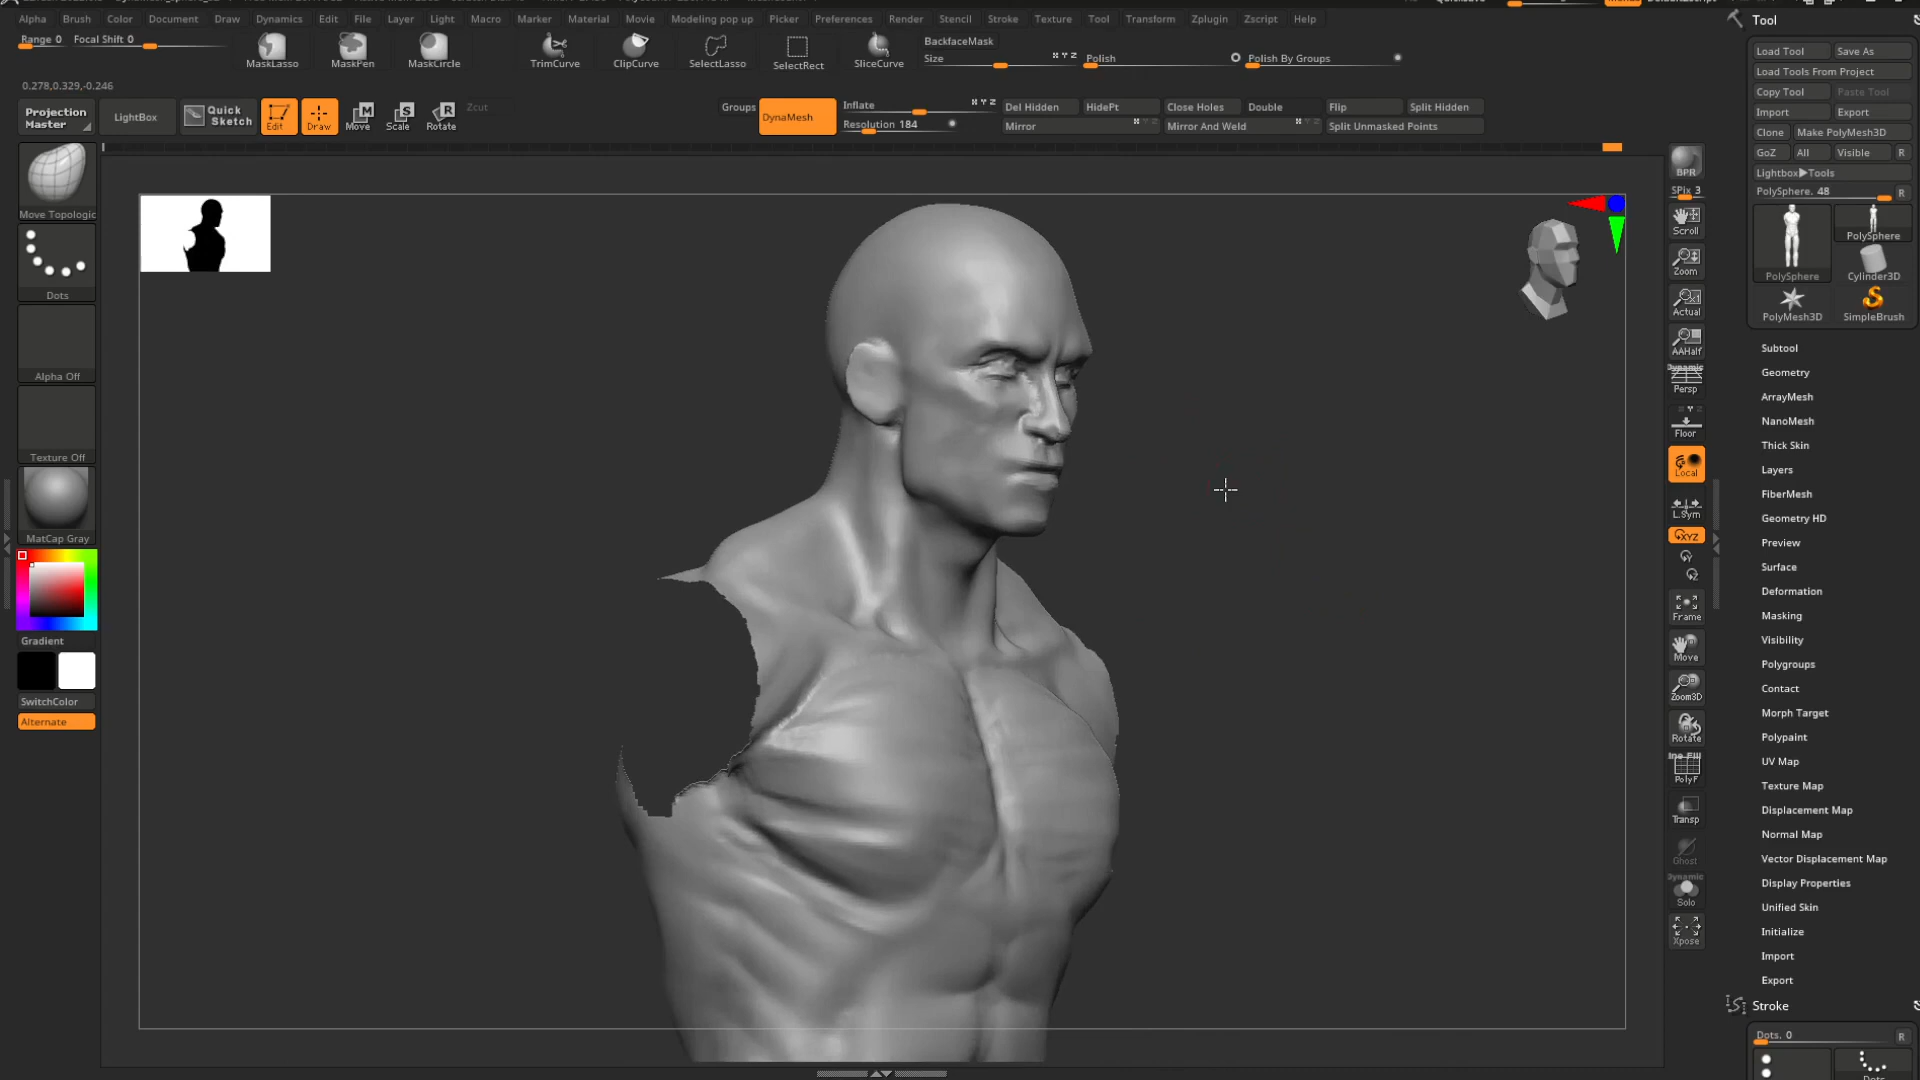 Alpha Brush Color Document Draw Dynamics Edit File Layer Light Macro Marker Material Movie Modeling pop up Picker Preferences Render Stencil Stroke Texture Tool Transform Zplugin Zscript Help
Tool
Range 0 Focal Shift 0
MaskLasso MaskPen MaskCircle TrimCurve ClipCurve SelectLasso SelectRect SliceCurve
BackfaceMask
Size Polish Polish By Groups
0.278,0.329,-0.246
Projection Master
LightBox
Quick Sketch
Edit Draw Move Scale Rotate
Zcut
Groups
DynaMesh
Inflate
Resolution 184
Del Hidden HidePt Close Holes Double Flip Split Hidden
Mirror Mirror And Weld Split Unmasked Points
Move Topologic
Dots
Alpha Off
Texture Off
MatCap Gray
Gradient
SwitchColor
Alternate
BPR
SPix 3
Scroll
Zoom
Actual
AAHalf
Dynamic
Persp
Floor
Local
L.Sym
XYZ
Y
Z
Frame
Move
Zoom3D
Rotate
PolyF
Transp
Ghost
Dynamic
Solo
Xpose
Load Tool Save As
Load Tools From Project
Copy Tool Paste Tool
Import Export
Clone Make PolyMesh3D
GoZ All Visible R
Lightbox▶Tools
PolySphere. 48 R
PolySphere
PolySphere
Cylinder3D
PolyMesh3D SimpleBrush
Subtool
Geometry
ArrayMesh
NanoMesh
Thick Skin
Layers
FiberMesh
Geometry HD
Preview
Surface
Deformation
Masking
Visibility
Polygroups
Contact
Morph Target
Polypaint
UV Map
Texture Map
Displacement Map
Normal Map
Vector Displacement Map
Display Properties
Unified Skin
Initialize
Import
Export
Stroke
Dots. 0 R